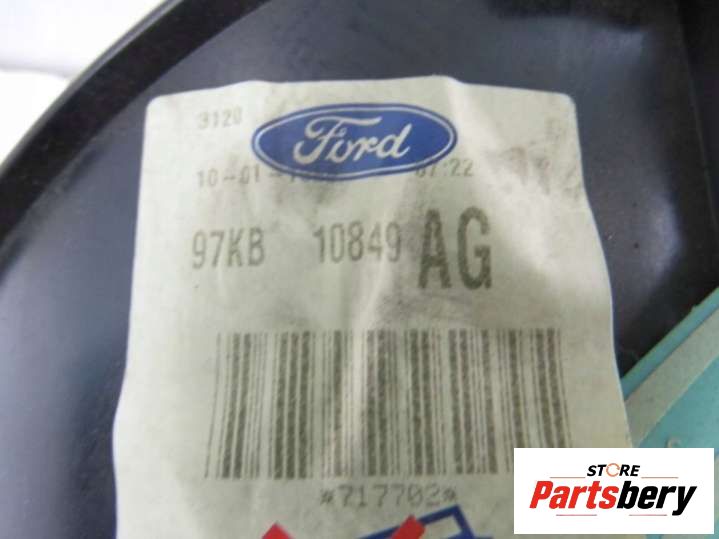 3120
Ford
10-01- 07:22
97KB 10849 AG
*717702*
STORE
Partsbery